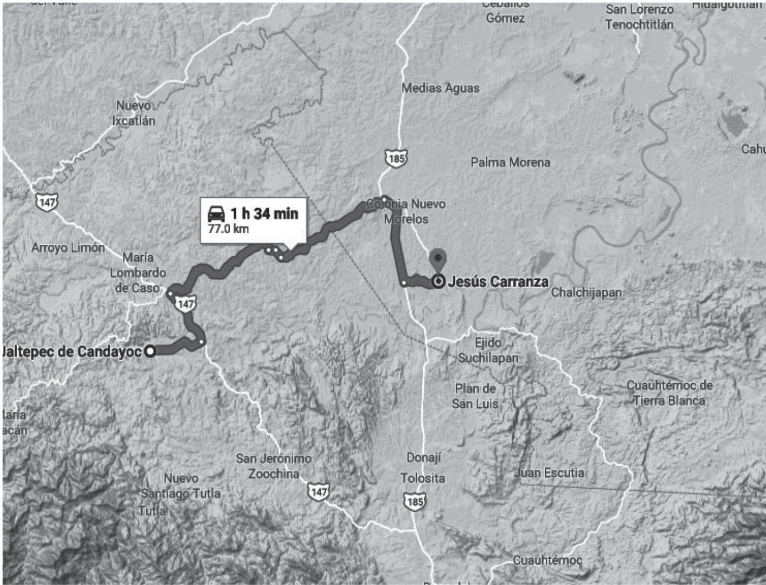 Ceballos
Gómez
San Lorenzo
Tenochtitlán
Hidalgotitlán
Medias Aguas
Nuevo
Ixcatlán
185
Palma Morena
147
1 h 34 min
77.0 km
Colonia Nuevo
Morelos
Arroyo Limón
María
Lombardo
de Caso
Jesús Carranza
Chalchijapan
147
Jaltepec de Candayoc
Ejido
Suchilapan
Plan de
San Luis
Cuauhtémoc de
Tierra Blanca
San Jerónimo
Zoochina
Donají
Tolosita
Juan Escutia
Nuevo
Santiago Tutla
Tutla
147
185
Cuauhtémoc